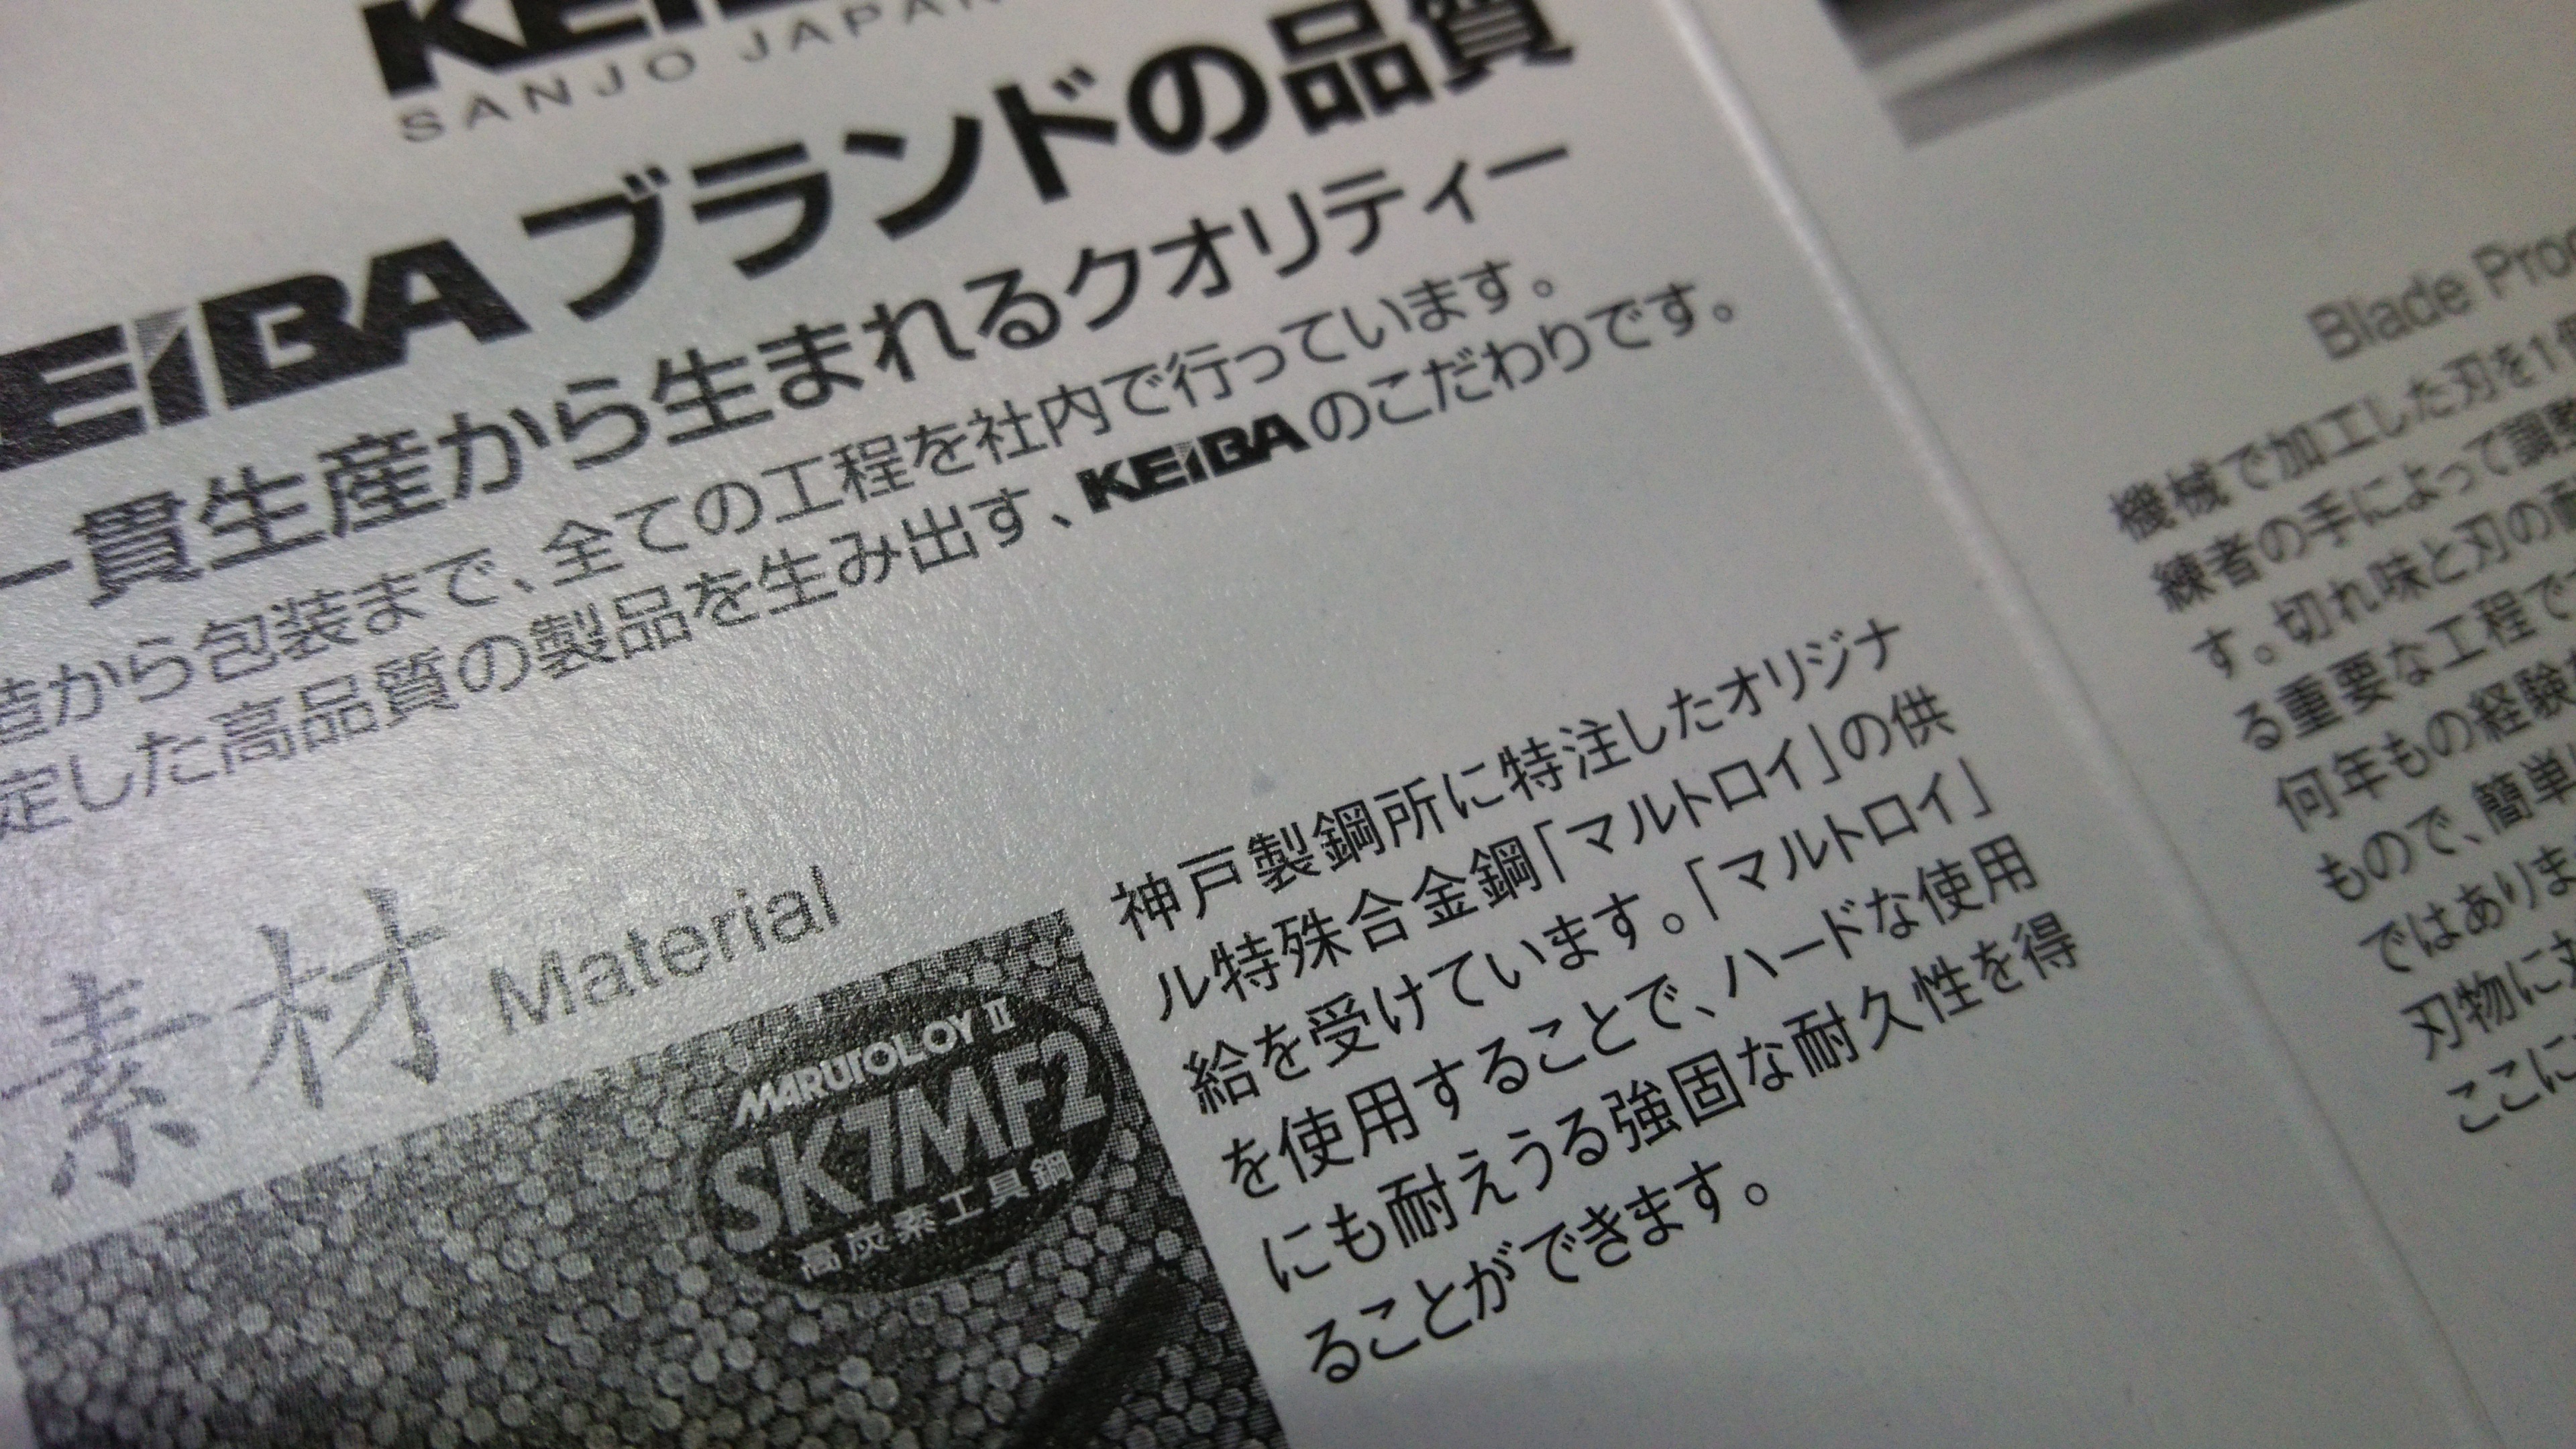 SANJO JAPAN
KEIBA ブランドの品質
一貫生産から生まれるクオリティー
から包装まで、全ての工程を社内で行っています。
定した高品質の製品を生み出す、KEIBAのこだわりです。
素材 Material
MARUTOLOY II
SK7MF2
高炭素工具鋼
神戸製鋼所に特注したオリジナ
ル特殊合金鋼「マルトロイ」の供
給を受けています。「マルトロイ」
を使用することで、ハードな使用
にも耐えうる強固な耐久性を得
ることができます。
Blade
機械で加工した刃を1
練者の手によって調
す。切れ味と刃の
る重要な工程で
何年もの経験
もので、簡単
ではありま
刃物に
ここに